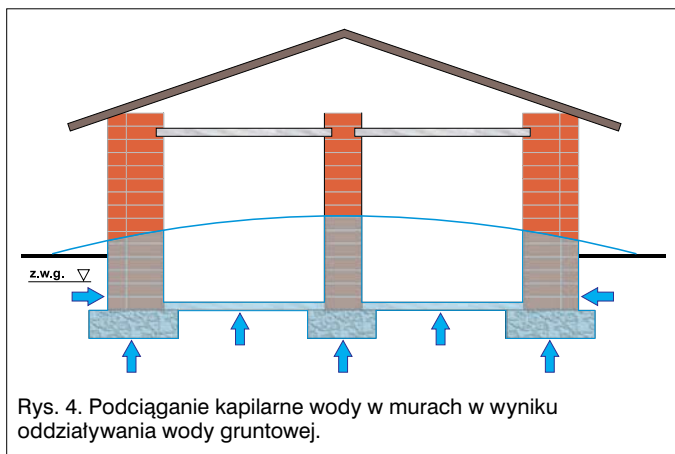 z.w.g.
Rys. 4. Podciąganie kapilarne wody w murach w wyniku
oddziaływania wody gruntowej.